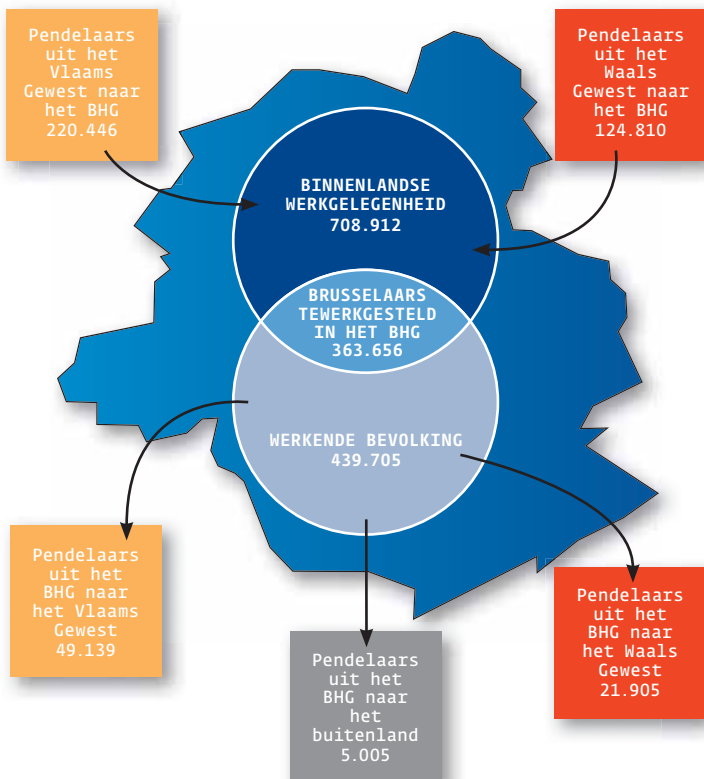 Pendelaars
uit het
Vlaams
Gewest naar
het BHG
220.446
Pendelaars
uit het
Waals
Gewest naar
het BHG
124.810
BINNENLANDSE
WERKGELEGENHEID
708.912
BRUSSELAARS
TEWERKGESTELD
IN HET BHG
363.656
WERKENDE BEVOLKING
439.705
Pendelaars
uit het
BHG naar
het Vlaams
Gewest
49.139
Pendelaars
uit het
BHG naar
het
buitenland
5.005
Pendelaars
uit het
BHG naar
het Waals
Gewest
21.905